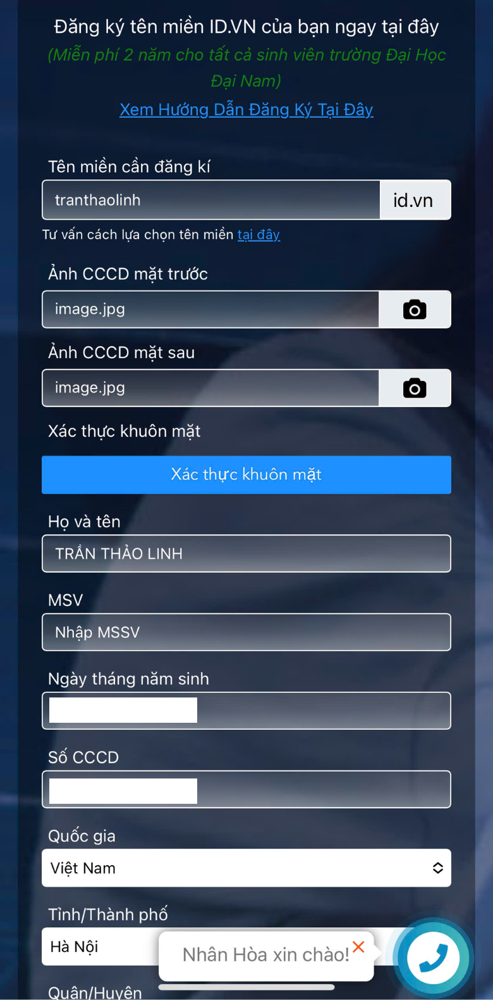 Đăng ký tên miền ID.VN của bạn ngay tại đây
(Miễn phí 2 năm cho tất cả sinh viên trường Đại Học
Đại Nam)
Xem Hướng Dẫn Đăng Ký Tại Đây
Tên miền cần đăng kí
tranthaolinh
id.vn
Tư vấn cách lựa chọn tên miền tại đây
Ảnh CCCD mặt trước
image.jpg
Ảnh CCCD mặt sau
image.jpg
Xác thực khuôn mặt
Xác thực khuôn mặt
Họ và tên
TRẦN THẢO LINH
MSV
Nhập MSSV
Ngày tháng năm sinh
Số CCCD
Quốc gia
Việt Nam
Tỉnh/Thành phố
Hà Nội
Nhân Hòa xin chào!
Quận/Huyện